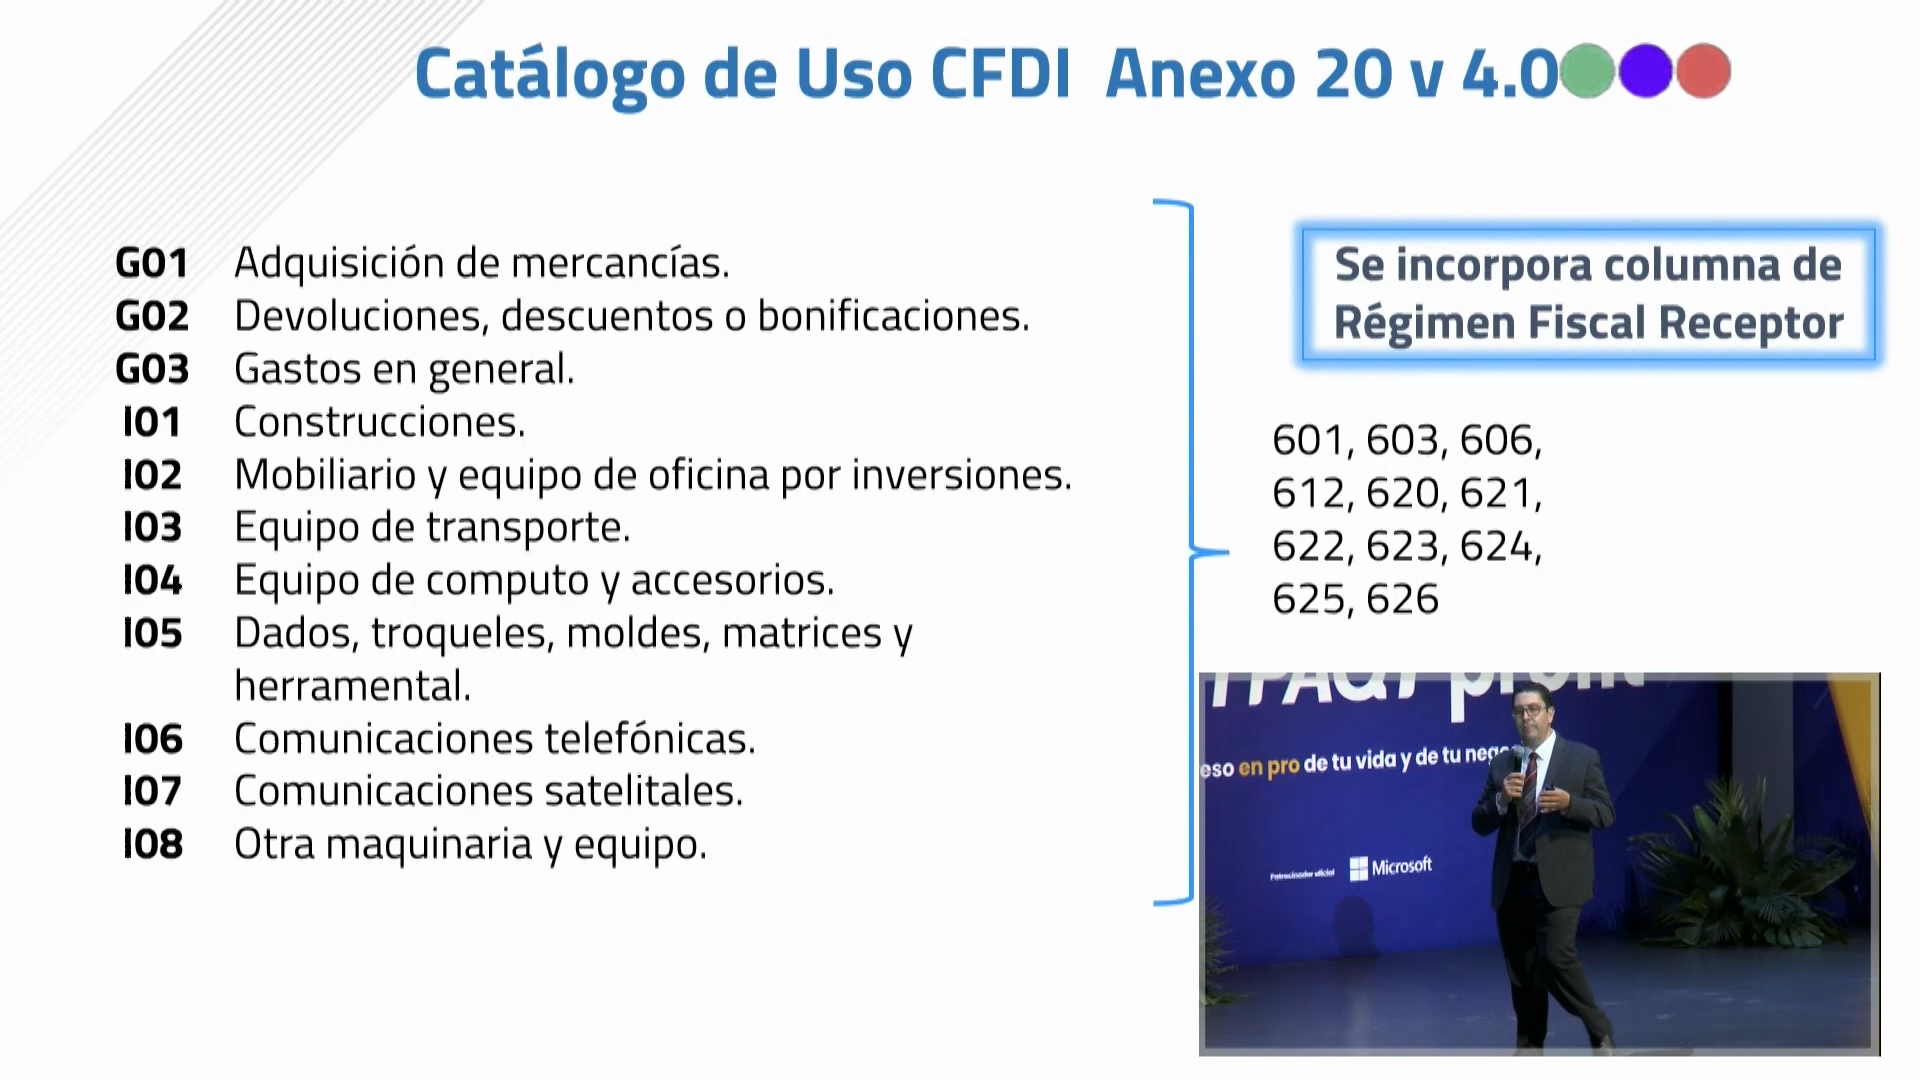 Catálogo de Uso CFDI Anexo 20 v 4.0
G01 Adquisición de mercancías.
G02 Devoluciones, descuentos o bonificaciones.
G03 Gastos en general.
I01 Construcciones.
I02 Mobiliario y equipo de oficina por inversiones.
I03 Equipo de transporte.
I04 Equipo de computo y accesorios.
I05 Dados, troqueles, moldes, matrices y
herramental.
I06 Comunicaciones telefónicas.
I07 Comunicaciones satelitales.
I08 Otra maquinaria y equipo.
Se incorpora columna de
Régimen Fiscal Receptor
601, 603, 606,
612, 620, 621,
622, 623, 624,
625, 626
eso en pro de tu vida y de tu nego
Patrocinador oficial
Microsoft